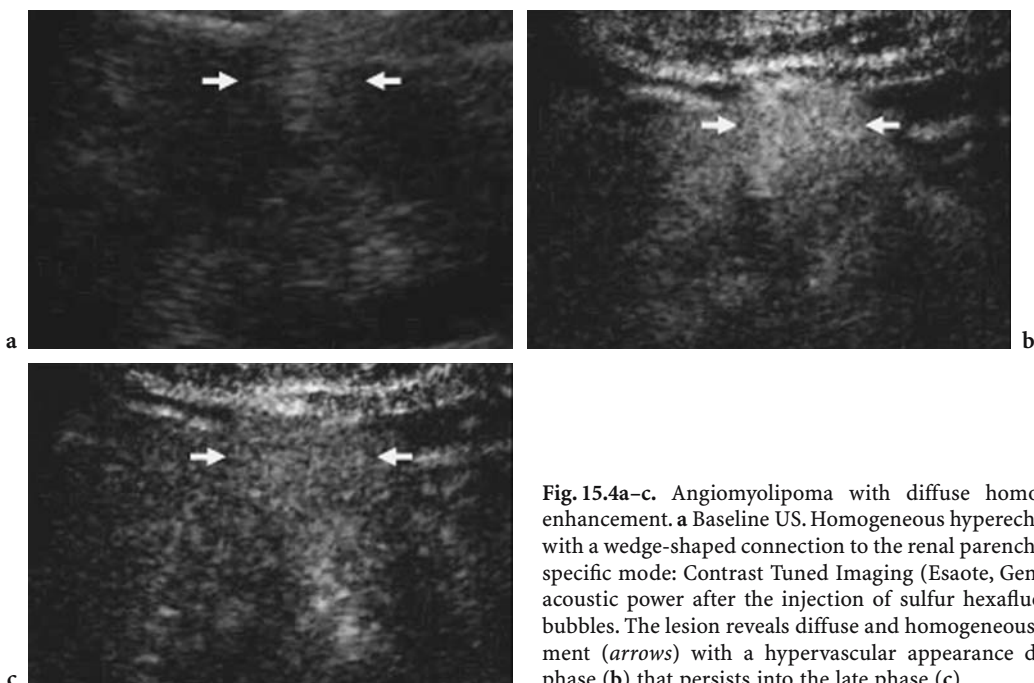 a
b
c
Fig. 15.4a–c. Angiomyolipoma with diffuse homo
enhancement. a Baseline US. Homogeneous hyperech
with a wedge-shaped connection to the renal parench
specific mode: Contrast Tuned Imaging (Esaote, Gen
acoustic power after the injection of sulfur hexaflu
bubbles. The lesion reveals diffuse and homogeneous
ment (arrows) with a hypervascular appearance d
phase (b) that persists into the late phase (c)